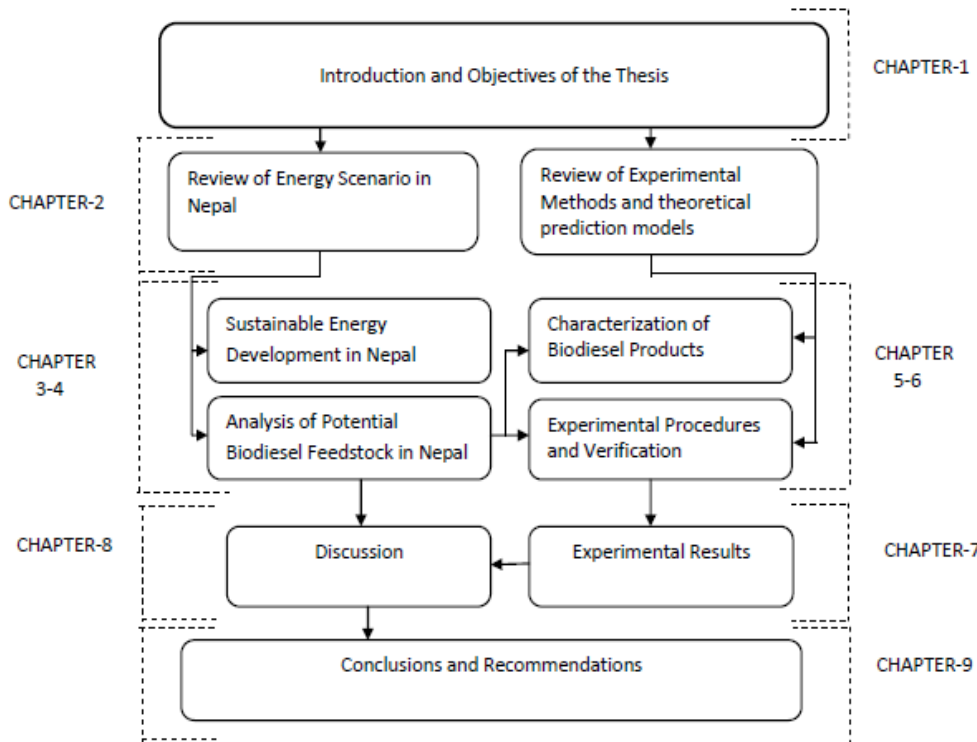 Introduction and Objectives of the Thesis
CHAPTER-1
CHAPTER-2
Review of Energy Scenario in
Nepal
Review of Experimental
Methods and theoretical
prediction models
CHAPTER
3-4
Sustainable Energy
Development in Nepal
Characterization of
Biodiesel Products
CHAPTER
5-6
Analysis of Potential
Biodiesel Feedstock in Nepal
Experimental Procedures
and Verification
CHAPTER-8
Discussion
Experimental Results
CHAPTER-7
Conclusions and Recommendations
CHAPTER-9